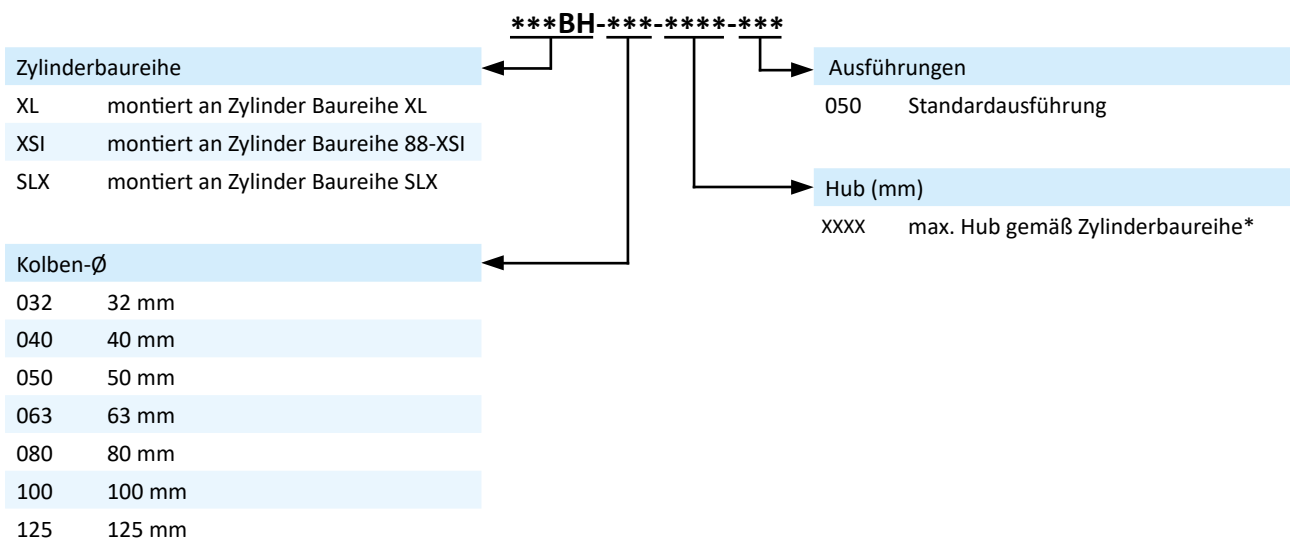 ***BH-***-****-***
Zylinderbaureihe
XL montiert an Zylinder Baureihe XL
XSI montiert an Zylinder Baureihe 88-XSI
SLX montiert an Zylinder Baureihe SLX
Kolben-Ø
032 32 mm
040 40 mm
050 50 mm
063 63 mm
080 80 mm
100 100 mm
125 125 mm
Ausführungen
050 Standardausführung
Hub (mm)
XXXX max. Hub gemäß Zylinderbaureihe*